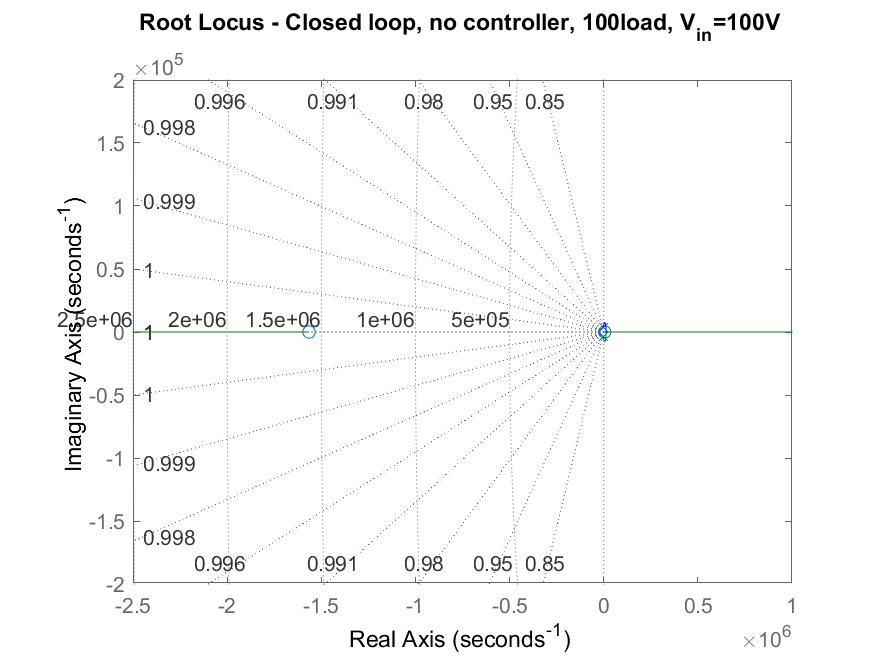 Root Locus - Closed loop, no controller, 100load, V_in=100V
×10^5
2
0.996 0.991 0.98 0.95 0.85
0.998
1.5
0.999
1
1
0.5
2.5e+06 2e+06 1.5e+06 1e+06 5e+05
0 1
-0.5 1
-1 0.999
-1.5
0.998
0.996 0.991 0.98 0.95 0.85
-2
-2.5 -2 -1.5 -1 -0.5 0 0.5 1
×10^6
Real Axis (seconds^-1)
Imaginary Axis (seconds^-1)